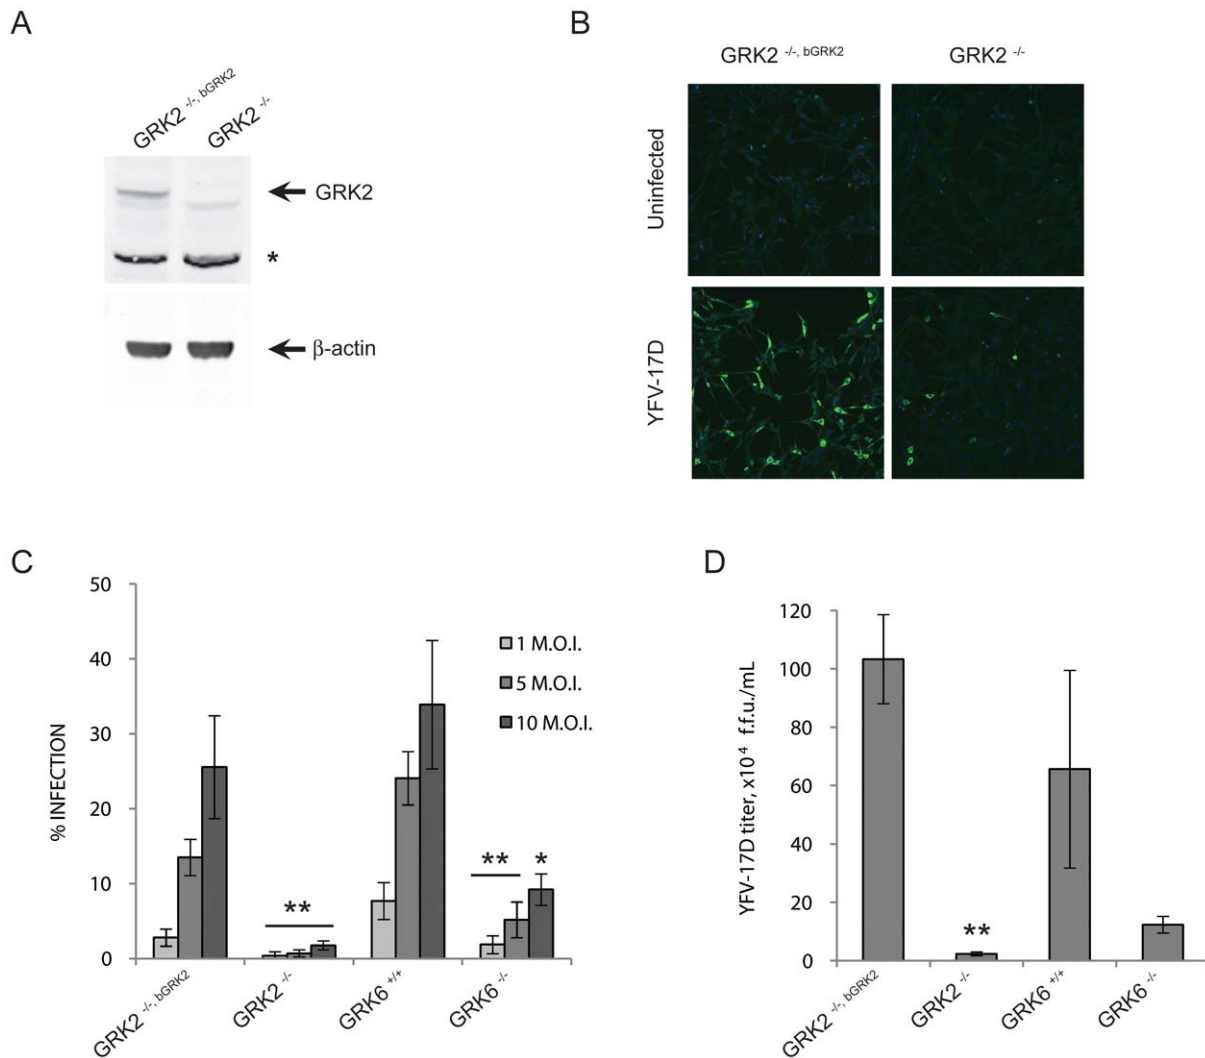 A
GRK2 -/-, bGRK2
GRK2 -/-
GRK2
*
β-actin
B
GRK2 -/-, bGRK2
GRK2 -/-
Uninfected
YFV-17D
C
% INFECTION
50
40
30
20
10
0
1 M.O.I.
5 M.O.I.
10 M.O.I.
**
**
*
GRK2 -/-, bGRK2
GRK2 -/-
GRK6 +/+
GRK6 -/-
D
YFV-17D titer, x10⁴ f.f.u./mL
120
100
80
60
40
20
0
**
GRK2 -/-, bGRK2
GRK2 -/-
GRK6 +/+
GRK6 -/-